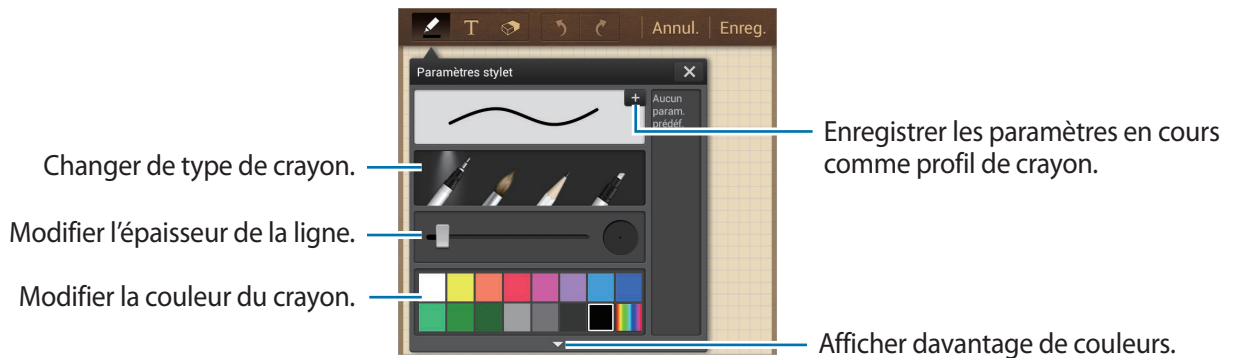 T
Annul.
Enreg.
Paramètres stylet
Aucun
param.
prédéf.
Enregistrer les paramètres en cours
comme profil de crayon.
Changer de type de crayon.
Modifier l'épaisseur de la ligne.
Modifier la couleur du crayon.
Afficher davantage de couleurs.